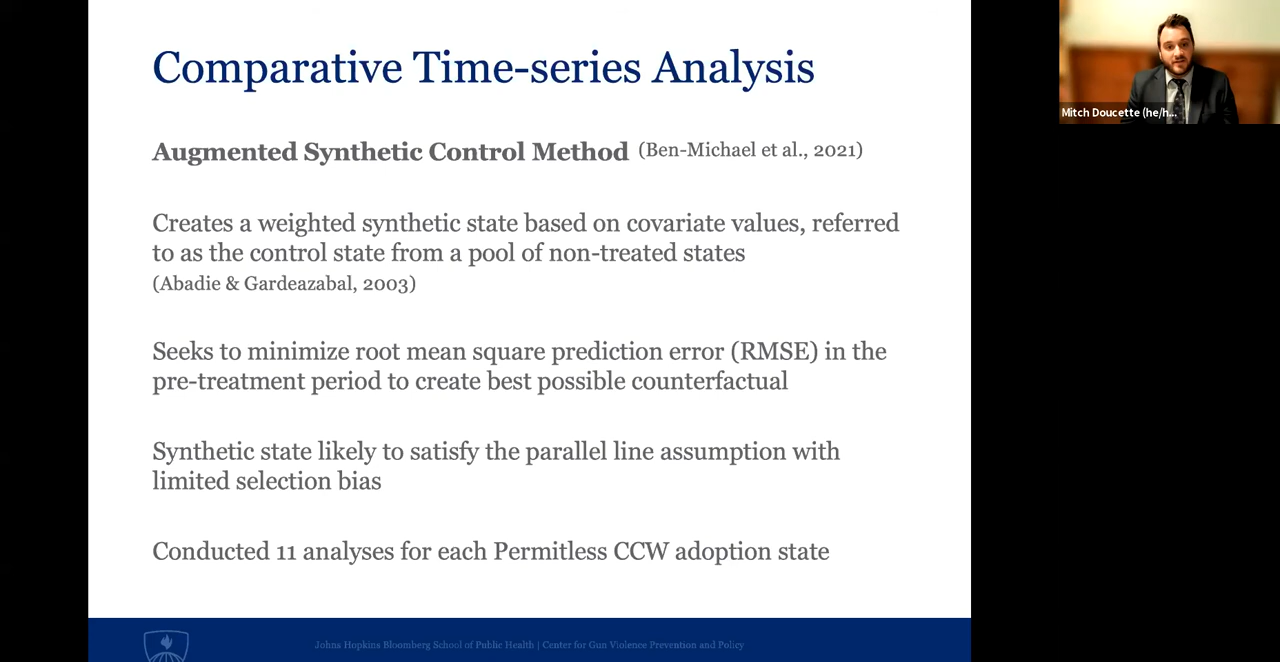 Comparative Time-series Analysis
Augmented Synthetic Control Method (Ben-Michael et al., 2021)
Creates a weighted synthetic state based on covariate values, referred
to as the control state from a pool of non-treated states
(Abadie & Gardeazabal, 2003)
Seeks to minimize root mean square prediction error (RMSE) in the
pre-treatment period to create best possible counterfactual
Synthetic state likely to satisfy the parallel line assumption with
limited selection bias
Conducted 11 analyses for each Permitless CCW adoption state
Johns Hopkins Bloomberg School of Public Health | Center for Gun Violence Prevention and Policy
Mitch Doucette (he/h...